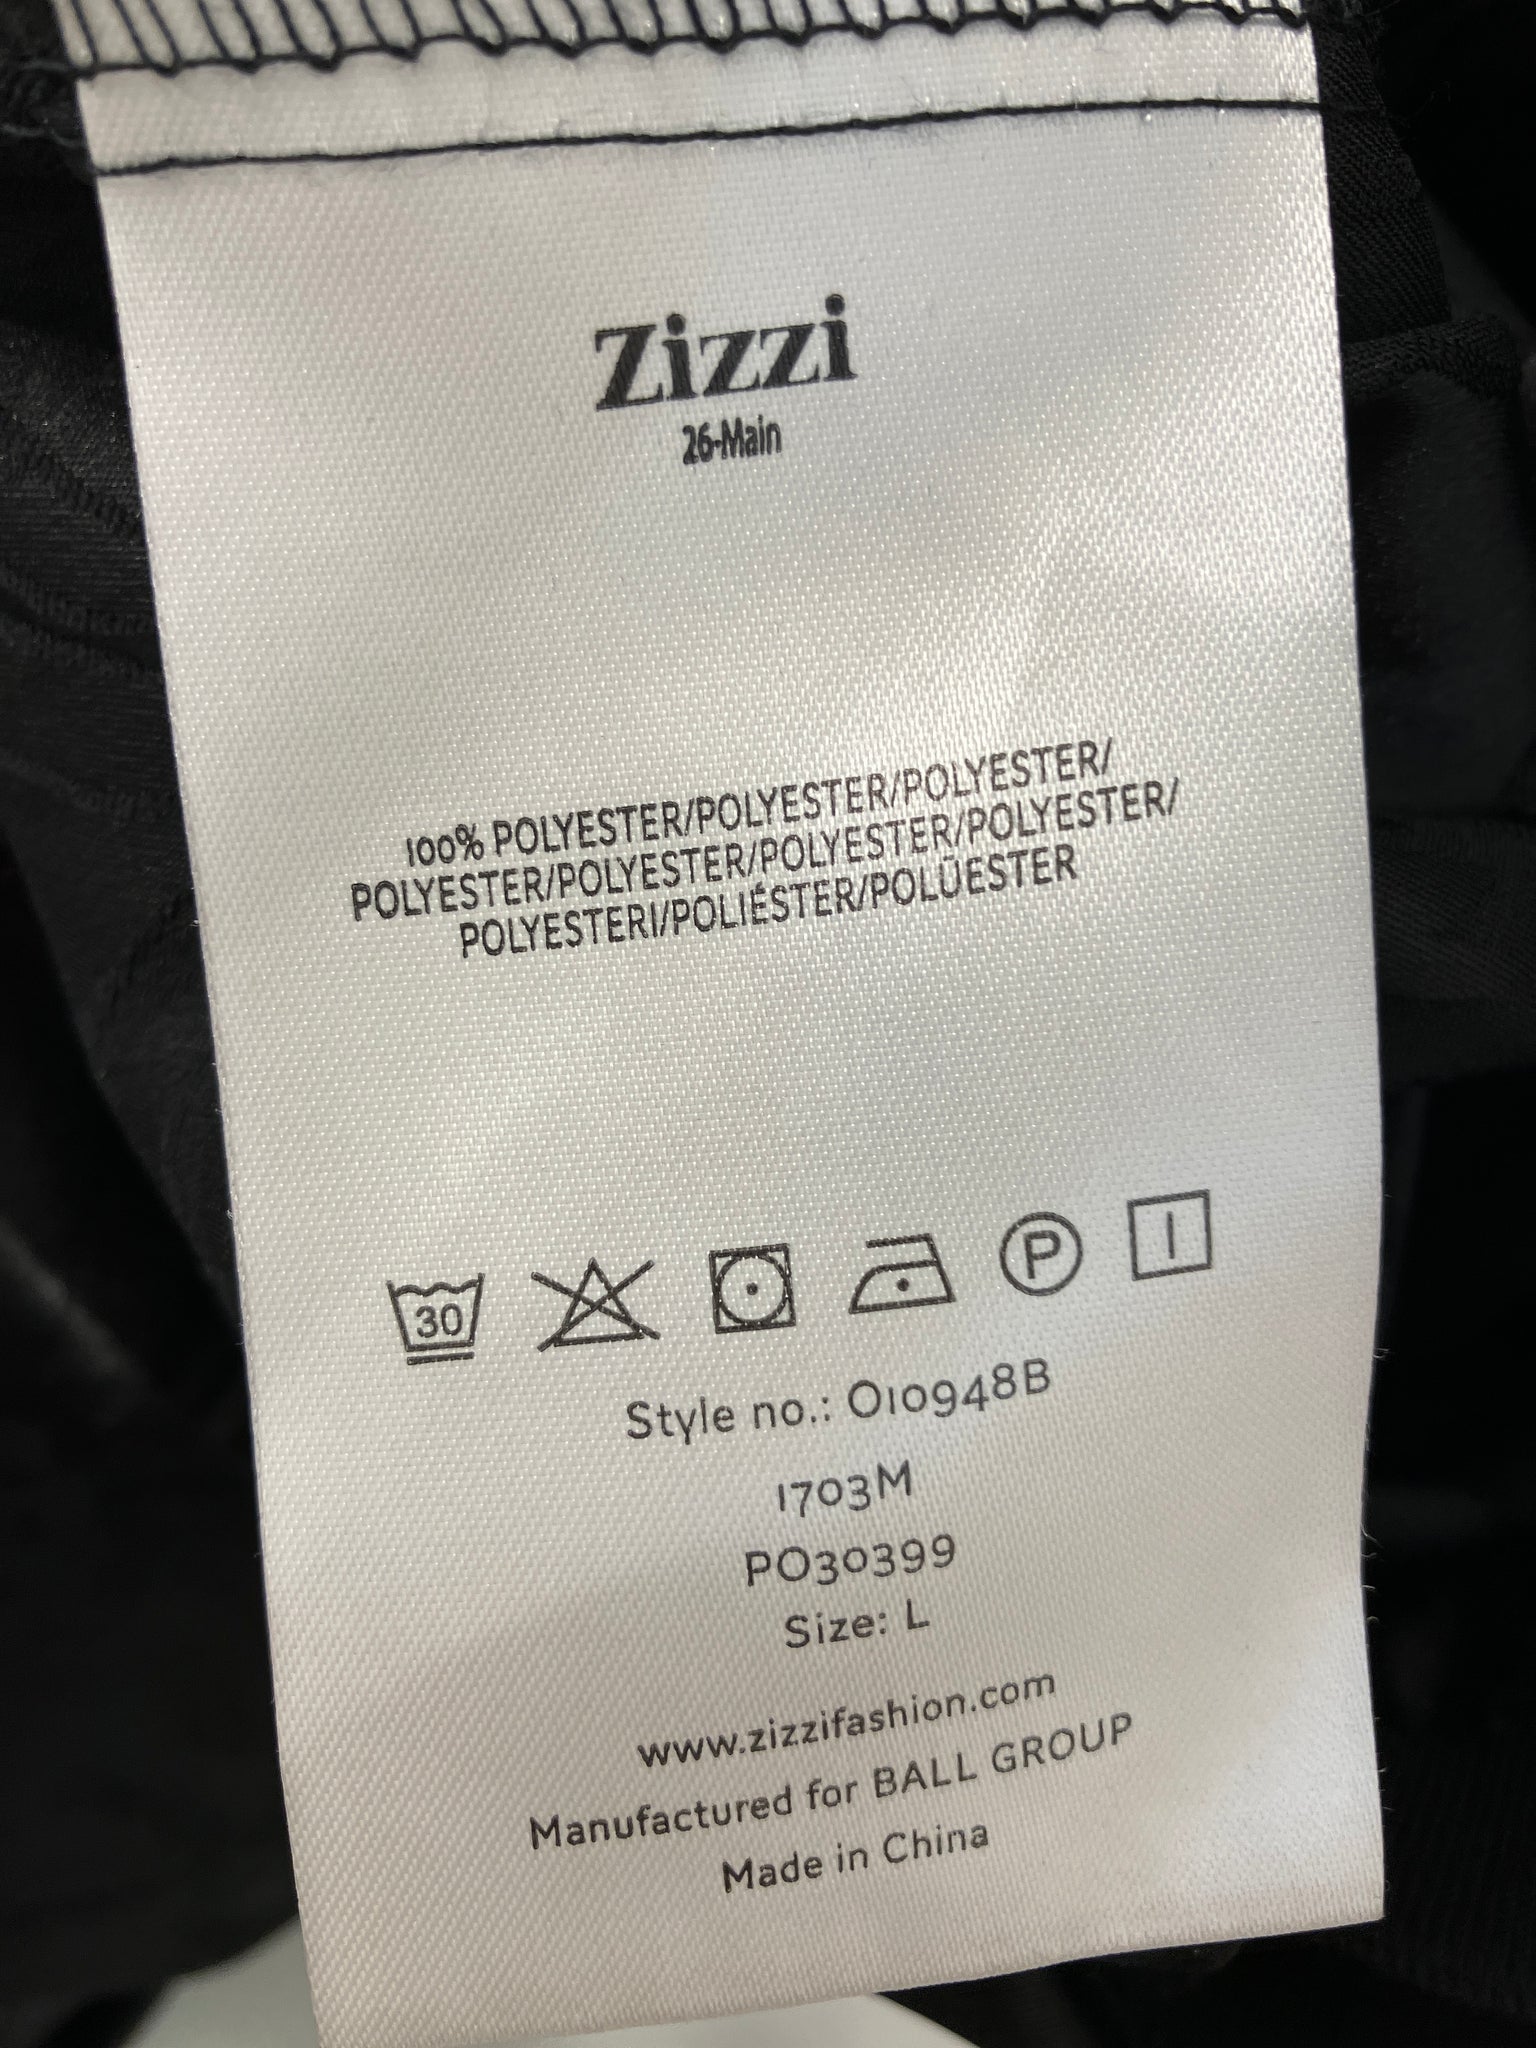 Zizzi
26-Main
100% POLYESTER/POLYESTER/POLYESTER/
POLYESTER/POLYESTER/POLYESTER/POLYESTER/
POLYESTERI/POLIÉSTER/POLÜESTER
30
P
Style no.: O10948B
1703M
PO30399
Size: L
www.zizzifashion.com
Manufactured for BALL GROUP
Made in China